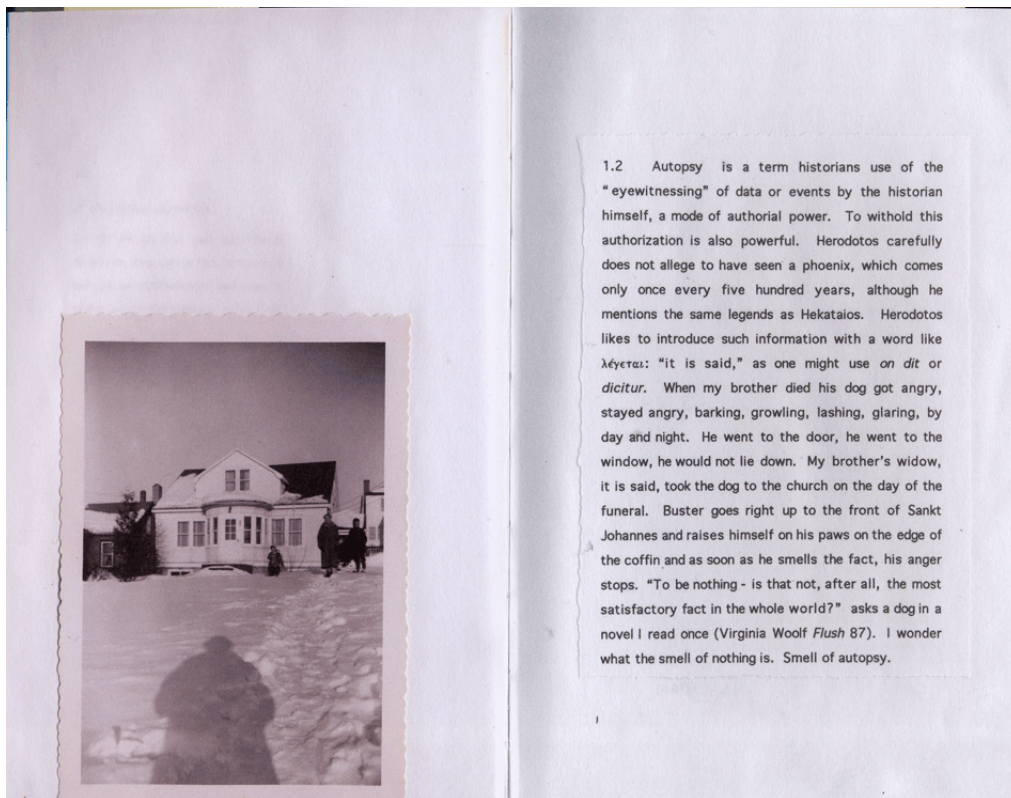 1.2 Autopsy is a term historians use of the
"eyewitnessing" of data or events by the historian
himself, a mode of authorial power. To withold this
authorization is also powerful. Herodotos carefully
does not allege to have seen a phoenix, which comes
only once every five hundred years, although he
mentions the same legends as Hekataios. Herodotos
likes to introduce such information with a word like
λέγεται: "it is said," as one might use on dit or
dicitur. When my brother died his dog got angry,
stayed angry, barking, growling, lashing, glaring, by
day and night. He went to the door, he went to the
window, he would not lie down. My brother's widow,
it is said, took the dog to the church on the day of the
funeral. Buster goes right up to the front of Sankt
Johannes and raises himself on his paws on the edge of
the coffin and as soon as he smells the fact, his anger
stops. "To be nothing - is that not, after all, the most
satisfactory fact in the whole world?" asks a dog in a
novel I read once (Virginia Woolf Flush 87). I wonder
what the smell of nothing is. Smell of autopsy.